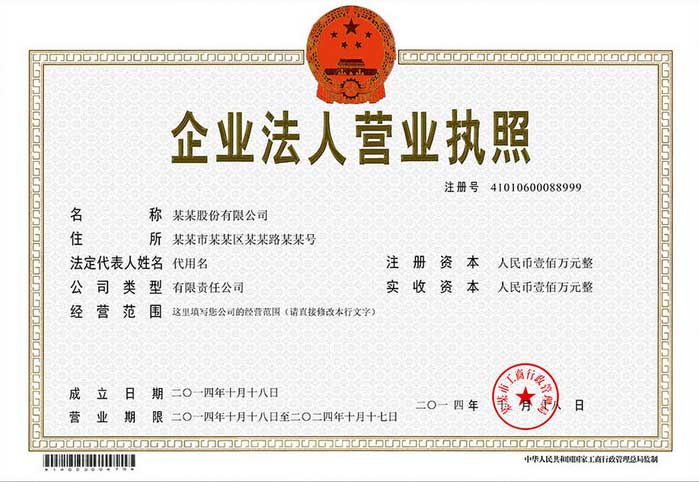 企业法人营业执照
注册号 41010600088999
名称 某某股份有限公司
住所 某某市某某区某某路某某号
法定代表人姓名 代用名 注册资本 人民币壹佰万元整
公司类型 有限责任公司 实收资本 人民币壹佰万元整
经营范围 这里填写您公司的经营范围（请直接修改本行文字）
成立日期 二〇一四年十月十八日
营业期限 二〇一四年十月十八日至二〇二四年十月十七日
某某市工商行政管理局
二〇一四年 月 八日
中华人民共和国国家工商行政管理总局监制